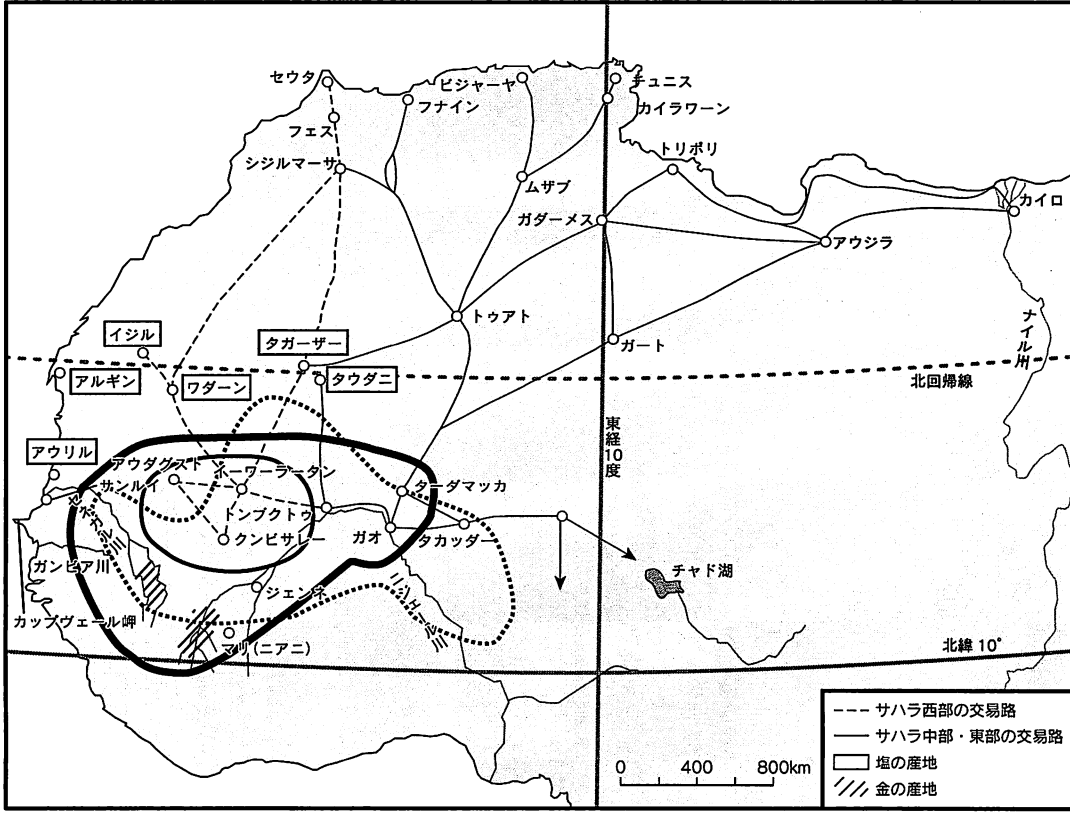 セウタ
ビジャーヤ
チュニス
フナイン
カイラワーン
フェス
シジルマーサ
トリポリ
ムザブ
カイロ
ガダーメス
アウジラ
トゥアト
ナイル川
イジル
タガーザー
ガート
アルギン
ワダーン
タウダニ
北回帰線
東経10度
アウリル
アウダグスト
イーワーラータン
サンルイ
ターダマッカ
セネガル川
トンブクトゥ
クンビサレー
ガオ
タカッダー
ガンビア川
チャド湖
ジェンネ
ニジェール川
カップヴェール岬
マリ(ニアニ)
北緯10°
サハラ西部の交易路
サハラ中部・東部の交易路
塩の産地
金の産地
0 400 800km